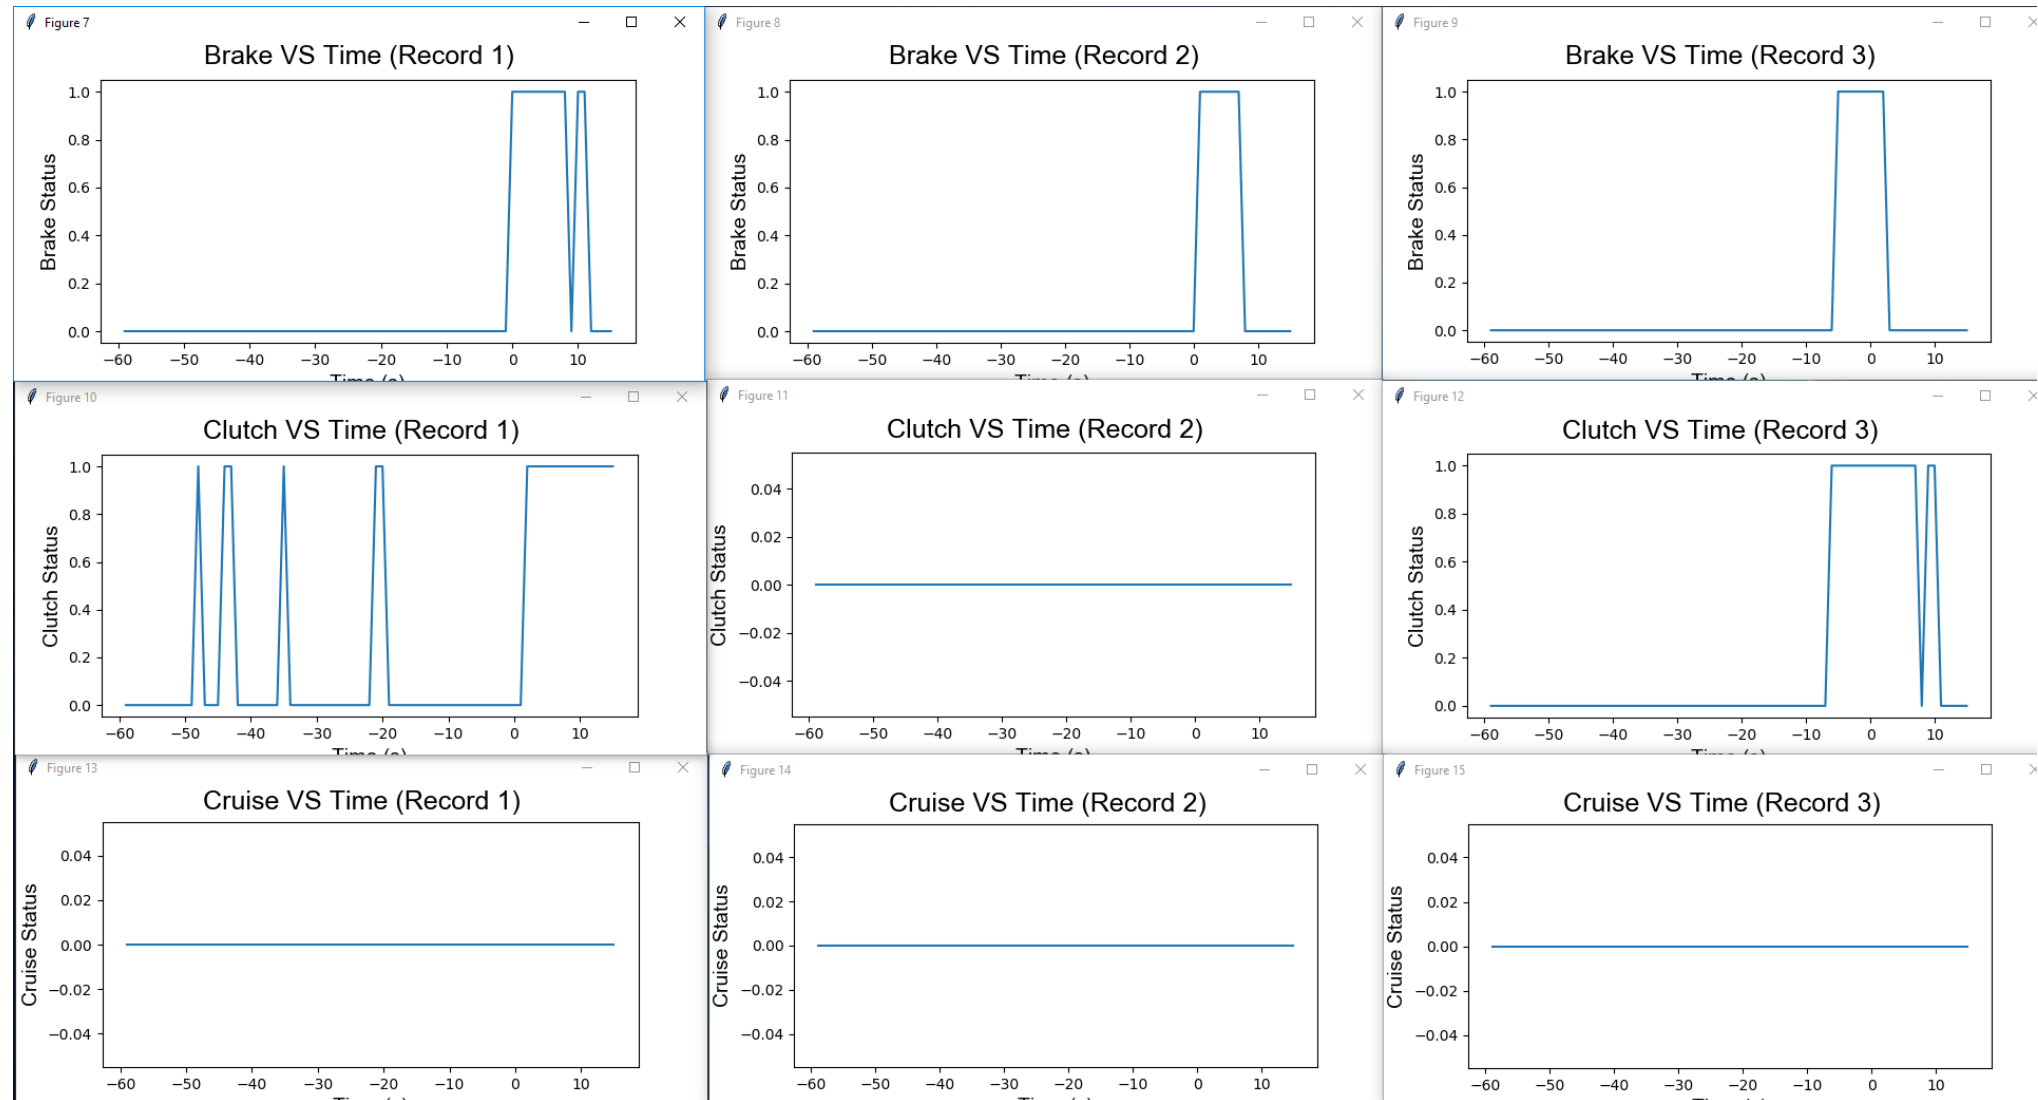 Figure 7
Brake VS Time (Record 1)
Brake Status
1.0
0.8
0.6
0.4
0.2
0.0
−60 −50 −40 −30 −20 −10 0 10
Time (s)
Figure 8
Brake VS Time (Record 2)
Brake Status
1.0
0.8
0.6
0.4
0.2
0.0
−60 −50 −40 −30 −20 −10 0 10
Time (s)
Figure 9
Brake VS Time (Record 3)
Brake Status
1.0
0.8
0.6
0.4
0.2
0.0
−60 −50 −40 −30 −20 −10 0 10
Time (s)
Figure 10
Clutch VS Time (Record 1)
Clutch Status
1.0
0.8
0.6
0.4
0.2
0.0
−60 −50 −40 −30 −20 −10 0 10
Time (s)
Figure 11
Clutch VS Time (Record 2)
Clutch Status
0.04
0.02
0.00
−0.02
−0.04
−60 −50 −40 −30 −20 −10 0 10
Time (s)
Figure 12
Clutch VS Time (Record 3)
Clutch Status
1.0
0.8
0.6
0.4
0.2
0.0
−60 −50 −40 −30 −20 −10 0 10
Time (s)
Figure 13
Cruise VS Time (Record 1)
Cruise Status
0.04
0.02
0.00
−0.02
−0.04
−60 −50 −40 −30 −20 −10 0 10
Figure 14
Cruise VS Time (Record 2)
Cruise Status
0.04
0.02
0.00
−0.02
−0.04
−60 −50 −40 −30 −20 −10 0 10
Figure 15
Cruise VS Time (Record 3)
Cruise Status
0.04
0.02
0.00
−0.02
−0.04
−60 −50 −40 −30 −20 −10 0 10